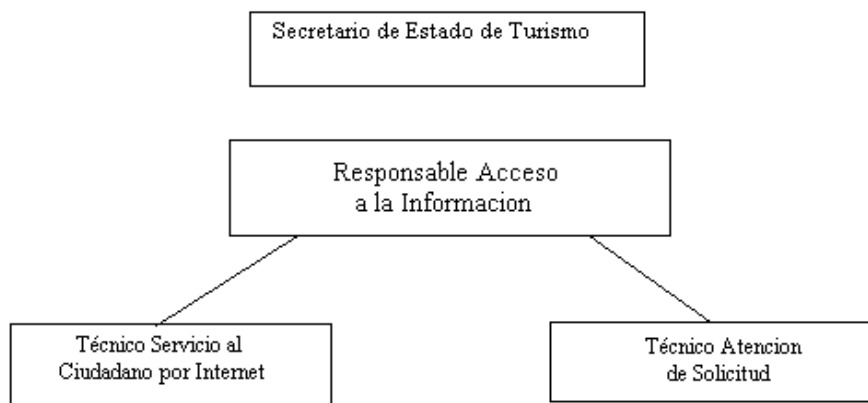 Secretario de Estado de Turismo
Responsable Acceso
a la Informacion
Técnico Servicio al
Ciudadano por Internet
Técnico Atencion
de Solicitud